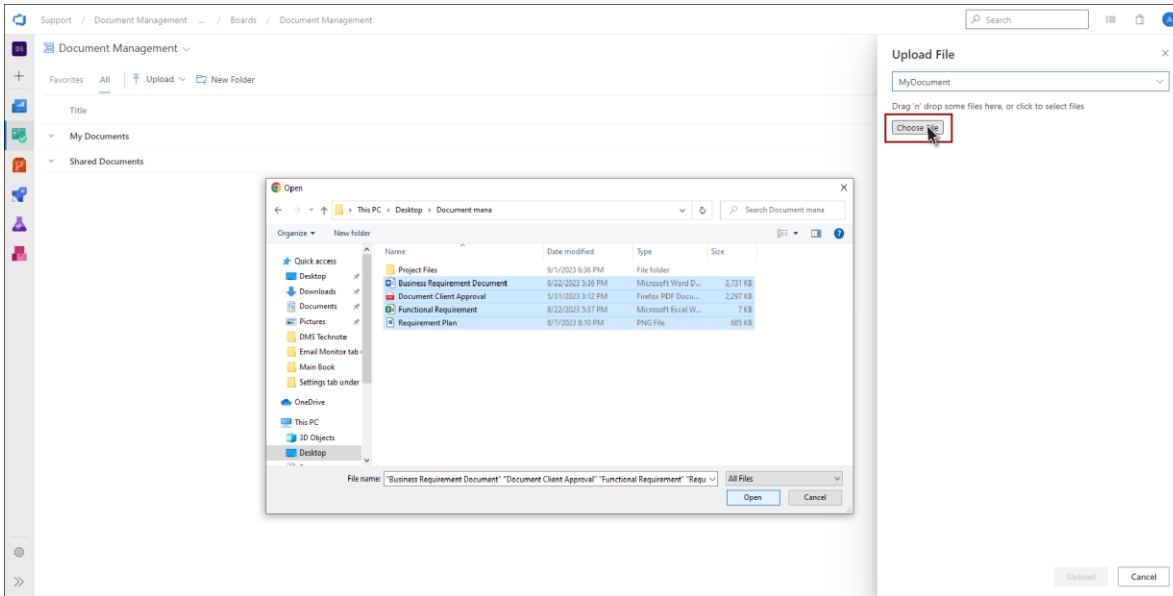 Support / Document Management ... / Boards / Document Management
Search
A
DS
Document Management
Favorites All Upload New Folder
Title
My Documents
Shared Documents
Upload File
MyDocument
Drag 'n' drop some files here, or click to select files
Choose File
Open
This PC › Desktop › Document mana
Search Document mana
Organize New folder
Name Date modified Type Size
Project Files 9/1/2023 6:36 PM File folder
Business Requirement Document 8/22/2023 5:36 PM Microsoft Word D... 3,731 KB
Document Client Approval 5/31/2023 3:12 PM Firefox PDF Docu... 2,297 KB
Functional Requirement 8/22/2023 5:37 PM Microsoft Excel W... 7 KB
Requirement Plan 8/7/2023 8:10 PM PNG File 685 KB
Quick access
Desktop
Downloads
Documents
Pictures
DMS Technote
Email Monitor tab
Main Book
Settings tab under
OneDrive
This PC
3D Objects
Desktop
File name: "Business Requirement Document" "Document Client Approval" "Functional Requirement" "Requ
All Files
Open Cancel
Upload Cancel